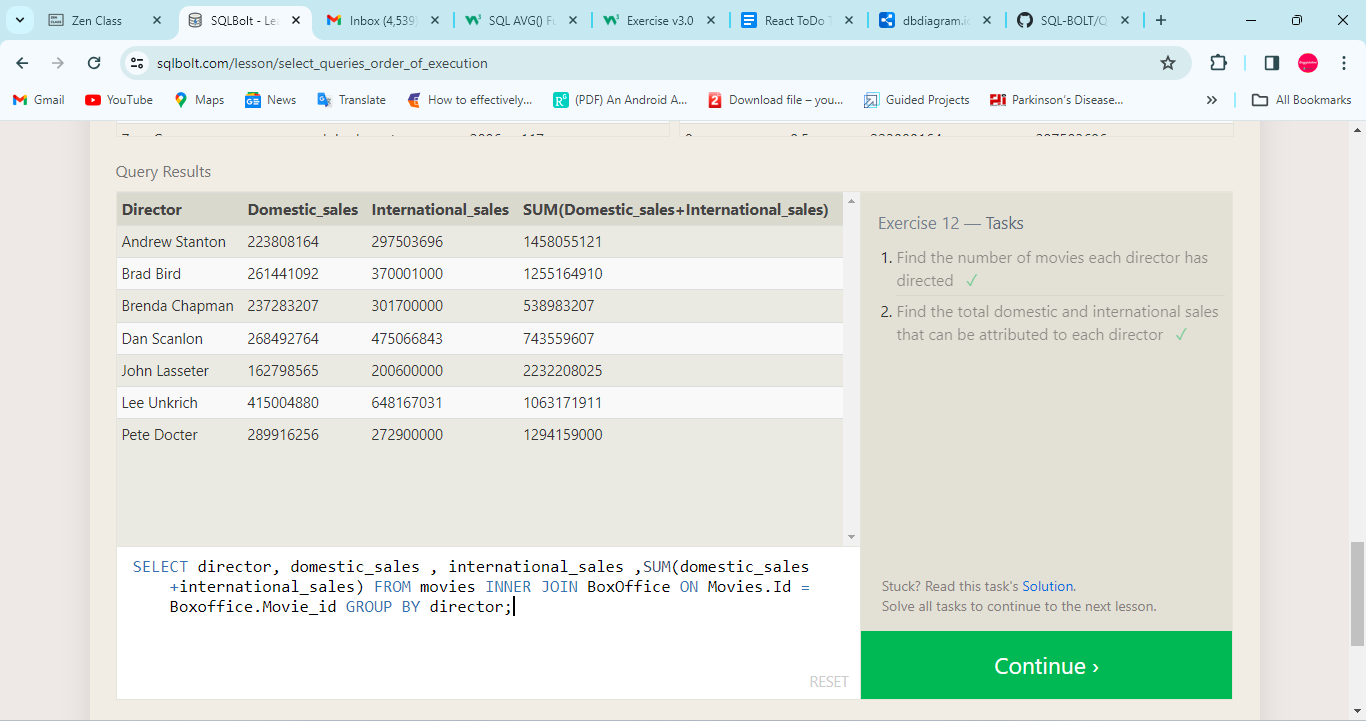 Zen Class
SQLBolt - Le
Inbox (4,539)
SQL AVG() Fu
Exercise v3.0
React ToDo T
dbdiagram.io
SQL-BOLT/Q
sqlbolt.com/lesson/select_queries_order_of_execution
Gmail
YouTube
Maps
News
Translate
How to effectively...
(PDF) An Android A...
Download file – you...
Guided Projects
Parkinson's Disease...
»
All Bookmarks
Query Results
Director Domestic_sales International_sales SUM(Domestic_sales+International_sales)
Andrew Stanton 223808164 297503696 1458055121
Brad Bird 261441092 370001000 1255164910
Brenda Chapman 237283207 301700000 538983207
Dan Scanlon 268492764 475066843 743559607
John Lasseter 162798565 200600000 2232208025
Lee Unkrich 415004880 648167031 1063171911
Pete Docter 289916256 272900000 1294159000
SELECT director, domestic_sales , international_sales ,SUM(domestic_sales
+international_sales) FROM movies INNER JOIN BoxOffice ON Movies.Id =
Boxoffice.Movie_id GROUP BY director;
RESET
Exercise 12 — Tasks
1. Find the number of movies each director has
directed ✓
2. Find the total domestic and international sales
that can be attributed to each director ✓
Stuck? Read this task's Solution.
Solve all tasks to continue to the next lesson.
Continue ›